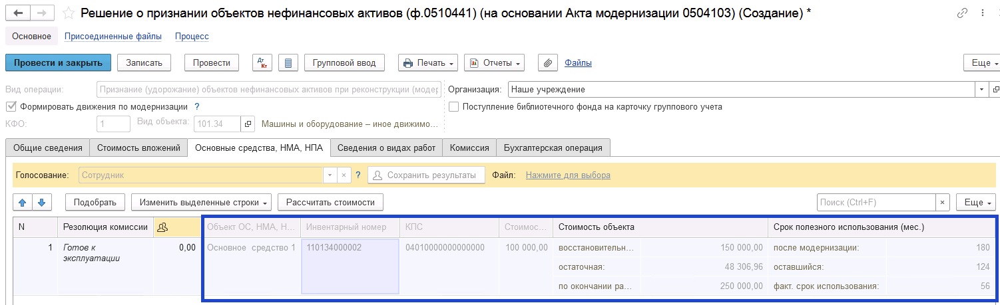 Решение о признании объектов нефинансовых активов (ф.0510441) (на основании Акта модернизации 0504103) (Создание) *
Основное Присоединенные файлы Процесс
Провести и закрыть Записать Провести Дт Кт Групповой ввод Печать Отчеты Файлы Еще
Вид операции: Признание (удорожание) объектов нефинансовых активов при реконструкции (модер Организация: Наше учреждение
Формировать движения по модернизации ? Поступление библиотечного фонда на карточку группового учета
КФО: 1 Вид объекта: 101.34 Машины и оборудование – иное движимо...
Общие сведения Стоимость вложений Основные средства, НМА, НПА Сведения о видах работ Комиссия Бухгалтерская операция
Голосование: Сотрудник × ? Сохранить результаты Файл: Нажмите для выбора
Подобрать Изменить выделенные строки Рассчитать стоимости Поиск (Ctrl+F) × Еще
N Резолюция комиссии Объект ОС, НМА, Н... Инвентарный номер КПС Стоимос... Стоимость объекта Срок полезного использования (мес.)
1 Готов к эксплуатации 0,00 Основное средство 1 110134000002 04010000000000000 100 000,00 восстановительн... 150 000,00 после модернизации: 180
остаточная: 48 306,96 оставшийся: 124
по окончании ра... 250 000,00 факт. срок использования: 56